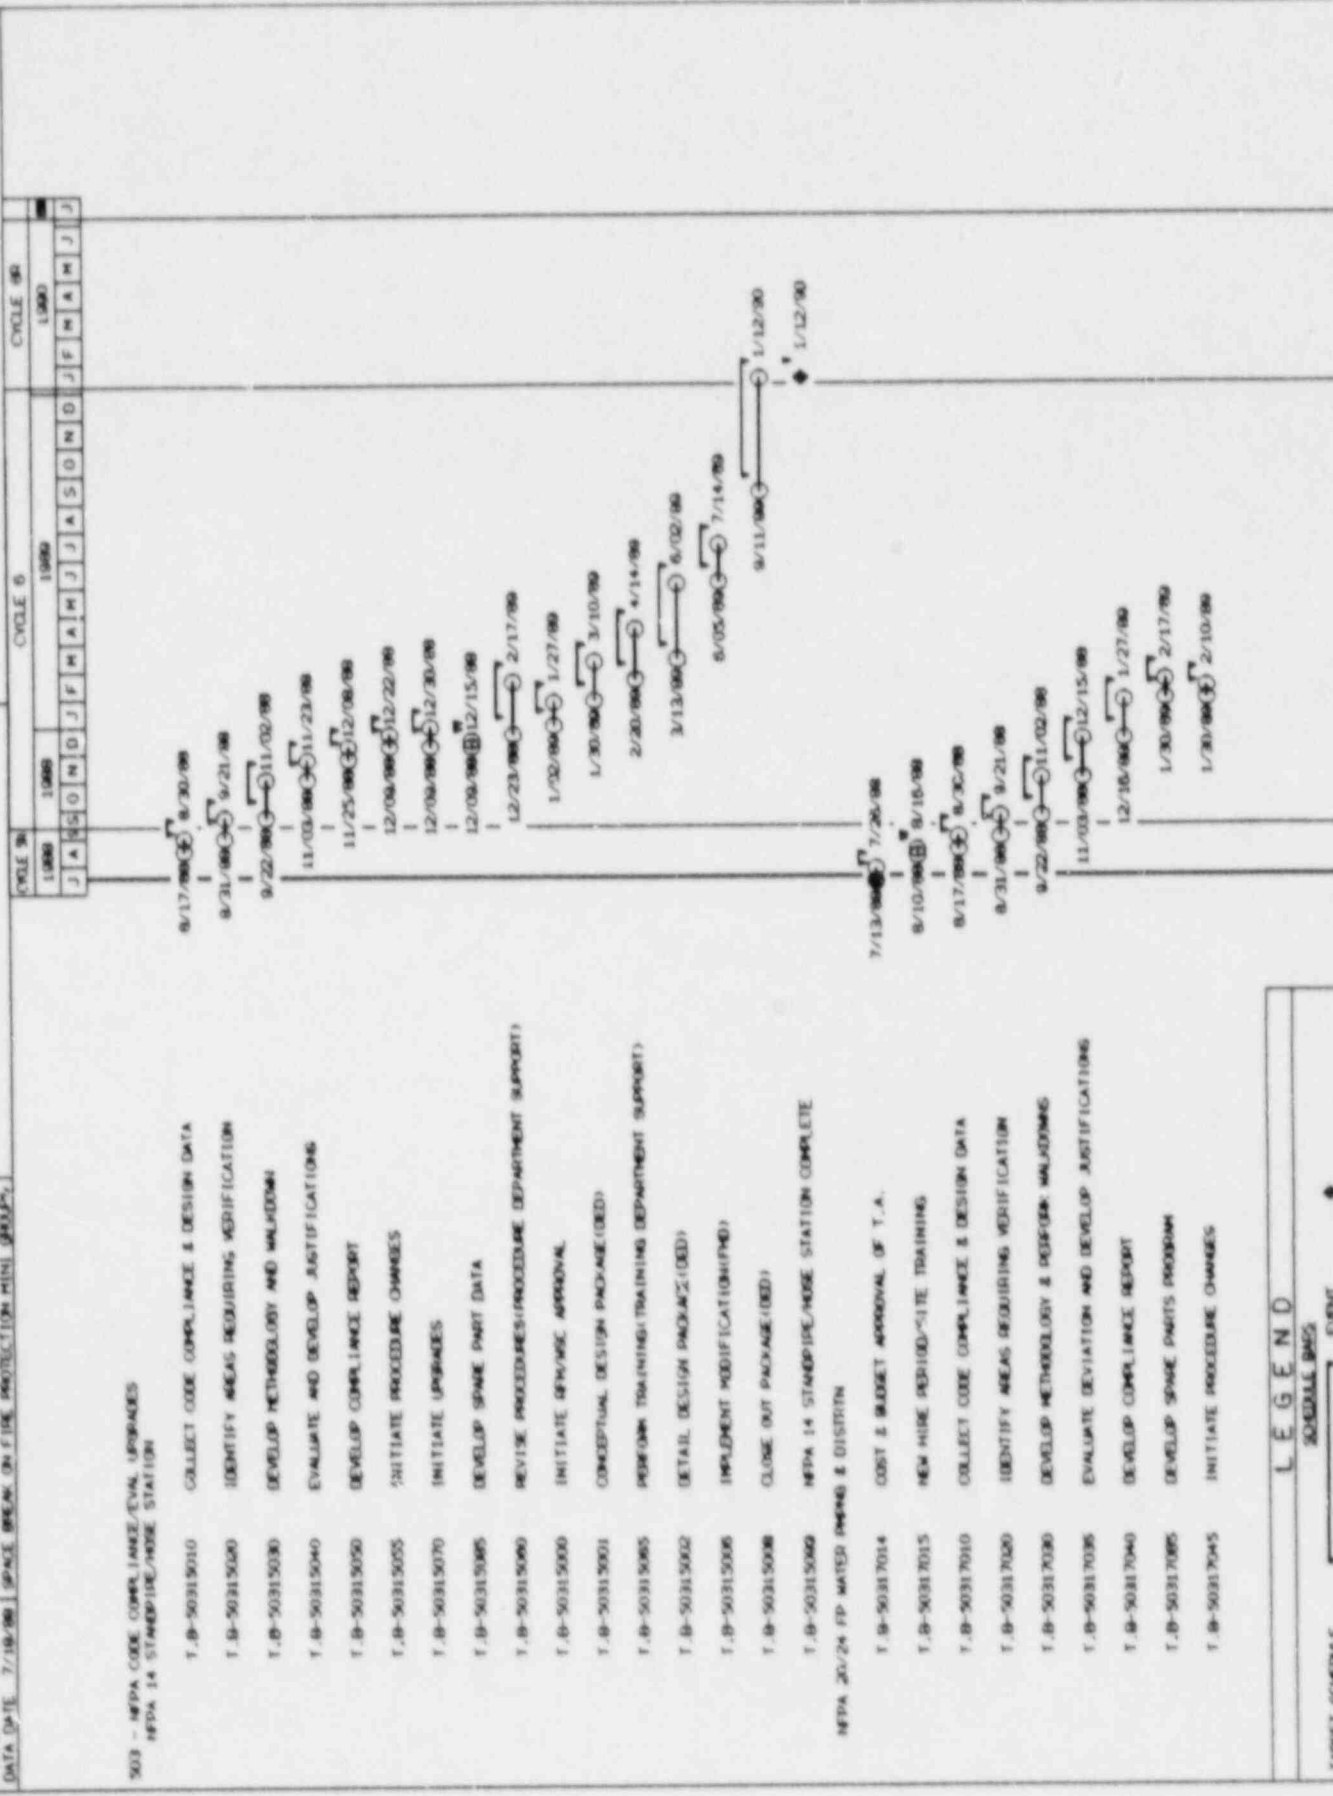 DATA DATE 7/18/88 SPACE BREAK ON FIRE PROTECTION MINI GROUPS.
CYCLE 5R CYCLE 6 CYCLE 6R
1988 1988 1989 1990
J A S S O N D J F M A M J J A S O N D J F M A M J J
503 - NFPA CODE COMPLIANCE/EVAL UPGRADES
NFPA 14 STANDPIPE/HOSE STATION
T.B-50315010 COLLECT CODE COMPLIANCE & DESIGN DATA 8/17/88 8/30/88
T.B-50315020 IDENTIFY AREAS REQUIRING VERIFICATION 8/31/88 9/21/88
T.B-50315030 DEVELOP METHODOLOGY AND WALKDOWN 9/22/88 11/02/88
T.B-50315040 EVALUATE AND DEVELOP JUSTIFICATIONS 11/03/88 11/23/88
T.B-50315050 DEVELOP COMPLIANCE REPORT 11/25/88 12/08/88
T.B-50315055 INITIATE PROCEDURE CHANGES 12/09/88 12/22/88
T.B-50315070 INITIATE UPGRADES 12/09/88 12/30/88
T.B-50315085 DEVELOP SPARE PART DATA 12/09/88 12/15/88
T.B-50315060 REVISE PROCEDURES(PROCEDURE DEPARTMENT SUPPORT) 12/23/88 2/17/89
T.B-50315000 INITIATE RFM/WSC APPROVAL 1/02/89 1/27/89
T.B-50315001 CONCEPTUAL DESIGN PACKAGE(DED) 1/30/89 3/10/89
T.B-50315065 PERFORM TRAINING(TRAINING DEPARTMENT SUPPORT) 2/20/89 4/14/89
T.B-50315002 DETAIL DESIGN PACKAGE(DED) 3/13/89 6/02/89
T.B-50315006 IMPLEMENT MODIFICATION(FMD) 6/05/89 7/14/89
T.B-50315008 CLOSE OUT PACKAGE(DED) 9/11/89 1/12/90
T.B-50315099 NFPA 14 STANDPIPE/HOSE STATION COMPLETE 1/12/90
NFPA 20/24 FP WATER PMPNG & DISTRITN
T.B-50317014 COST & BUDGET APPROVAL OF T.A. 7/13/88 7/26/88
T.B-50317015 NEW HIRE PERIOD/SITE TRAINING 8/10/88 8/16/88
T.B-50317010 COLLECT CODE COMPLIANCE & DESIGN DATA 8/17/88 8/30/88
T.B-50317020 IDENTIFY AREAS REQUIRING VERIFICATION 8/31/88 9/21/88
T.B-50317030 DEVELOP METHODOLOGY & PERFORM WALKDOWNS 9/22/88 11/02/88
T.B-50317035 EVALUATE DEVIATION AND DEVELOP JUSTIFICATIONS 11/03/88 12/15/88
T.B-50317040 DEVELOP COMPLIANCE REPORT 12/16/88 1/27/89
T.B-50317085 DEVELOP SPARE PARTS PROGRAM 1/30/89 2/17/89
T.B-50317045 INITIATE PROCEDURE CHANGES 1/30/89 2/10/89
LEGEND
SCHEDULE BARS
EVENT